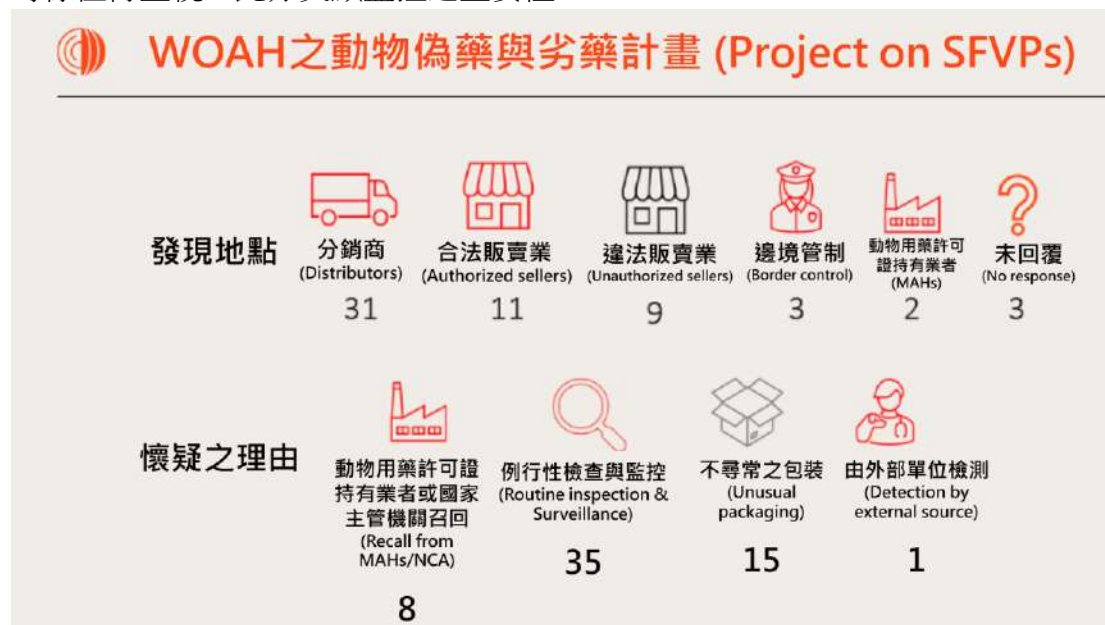 WOAH之動物偽藥與劣藥計畫 (Project on SFVPs)
發現地點
分銷商
(Distributors)
31
合法販賣業
(Authorized sellers)
11
違法販賣業
(Unauthorized sellers)
9
邊境管制
(Border control)
3
動物用藥許可
證持有業者
(MAHs)
2
未回覆
(No response)
3
懷疑之理由
動物用藥許可證
持有業者或國家
主管機關召回
(Recall from
MAHs/NCA)
8
例行性檢查與監控
(Routine inspection &
Surveillance)
35
不尋常之包裝
(Unusual
packaging)
15
由外部單位檢測
(Detection by
external source)
1